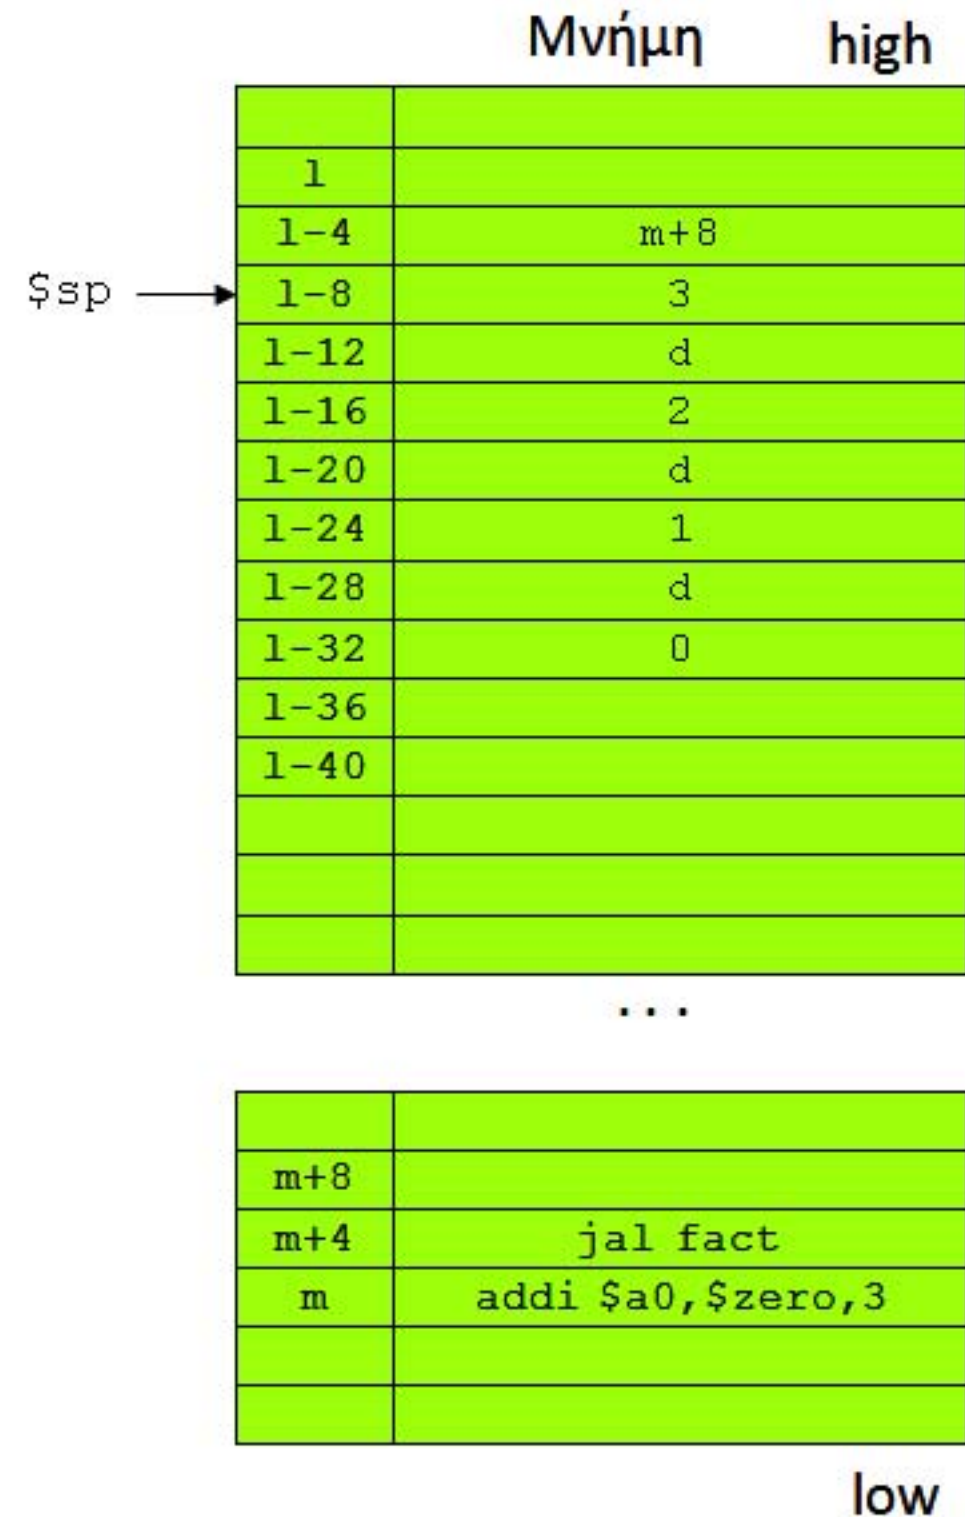 Μνήμη high
l
l-4 m+8
$sp l-8 3
l-12 d
l-16 2
l-20 d
l-24 1
l-28 d
l-32 0
l-36
l-40
...
m+8
m+4 jal fact
m addi $a0,$zero,3
low